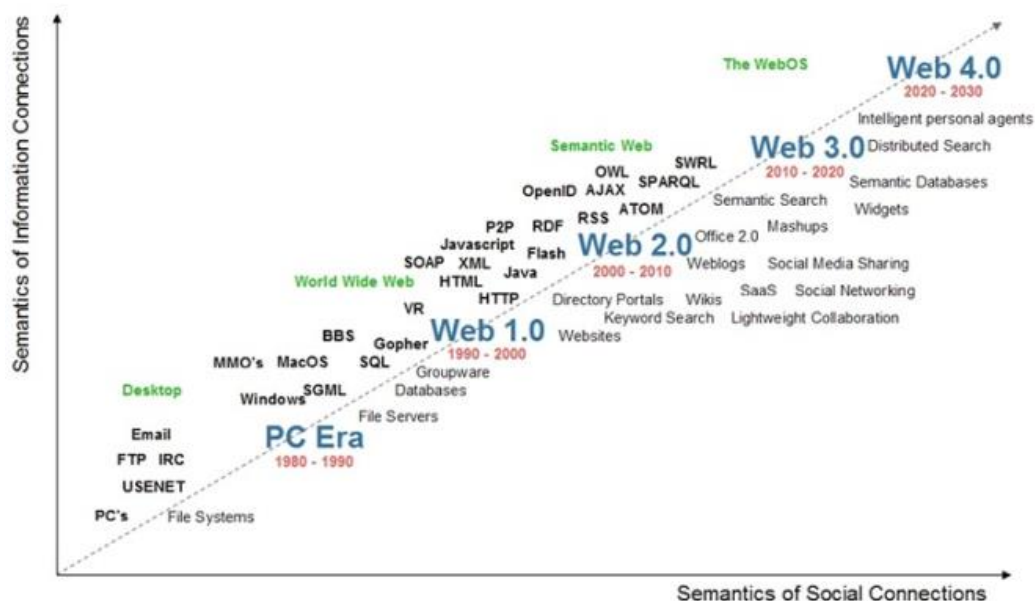 Semantics of Information Connections
The WebOS
Web 4.0
2020 - 2030
Intelligent personal agents
Semantic Web
Web 3.0
Distributed Search
2010 - 2020
SWRL
OWL
SPARQL
Semantic Databases
OpenID
AJAX
Semantic Search
Widgets
ATOM
RSS
Mashups
P2P
RDF
Office 2.0
Javascript
Web 2.0
Flash
2000 - 2010
Weblogs
Social Media Sharing
SOAP
XML
Java
World Wide Web
HTML
HTTP
Directory Portals
Wikis
SaaS
Social Networking
VR
Keyword Search
Lightweight Collaboration
Web 1.0
Websites
BBS
Gopher
1990 - 2000
MMO's
MacOS
SQL
Groupware
Desktop
Windows
SGML
Databases
File Servers
Email
PC Era
1980 - 1990
FTP
IRC
USENET
PC's
File Systems
Semantics of Social Connections